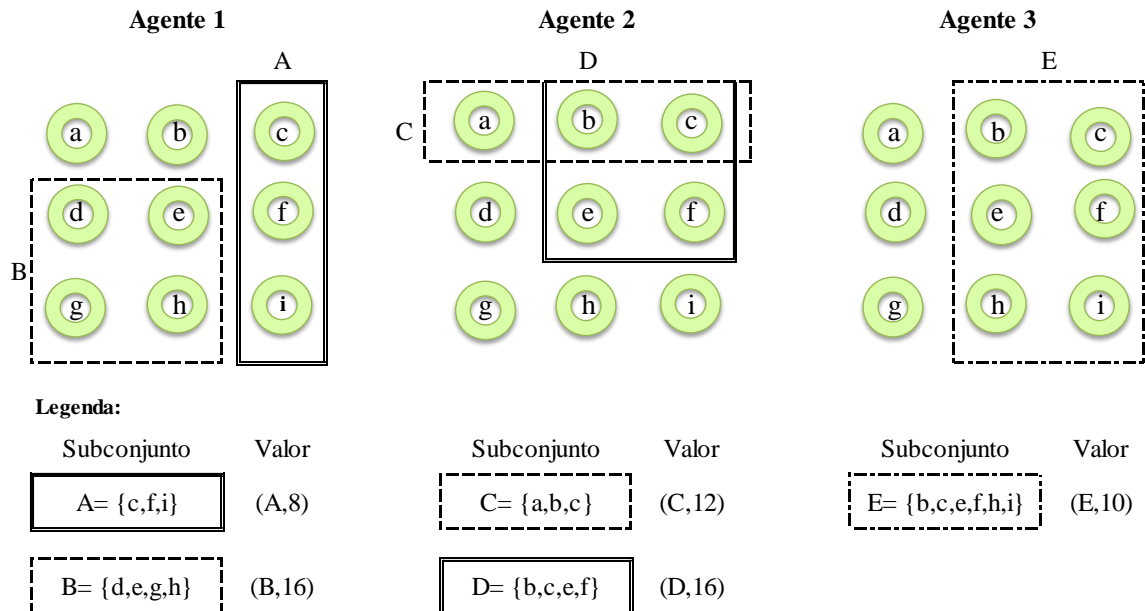 Agente 1
Agente 2
Agente 3
A
D
E
a b c
C a b c
a b c
d e f
d e f
d e f
B
g h i
g h i
g h i
Legenda:
Subconjunto Valor
Subconjunto Valor
Subconjunto Valor
A= {c,f,i} (A,8)
C= {a,b,c} (C,12)
E= {b,c,e,f,h,i} (E,10)
B= {d,e,g,h} (B,16)
D= {b,c,e,f} (D,16)